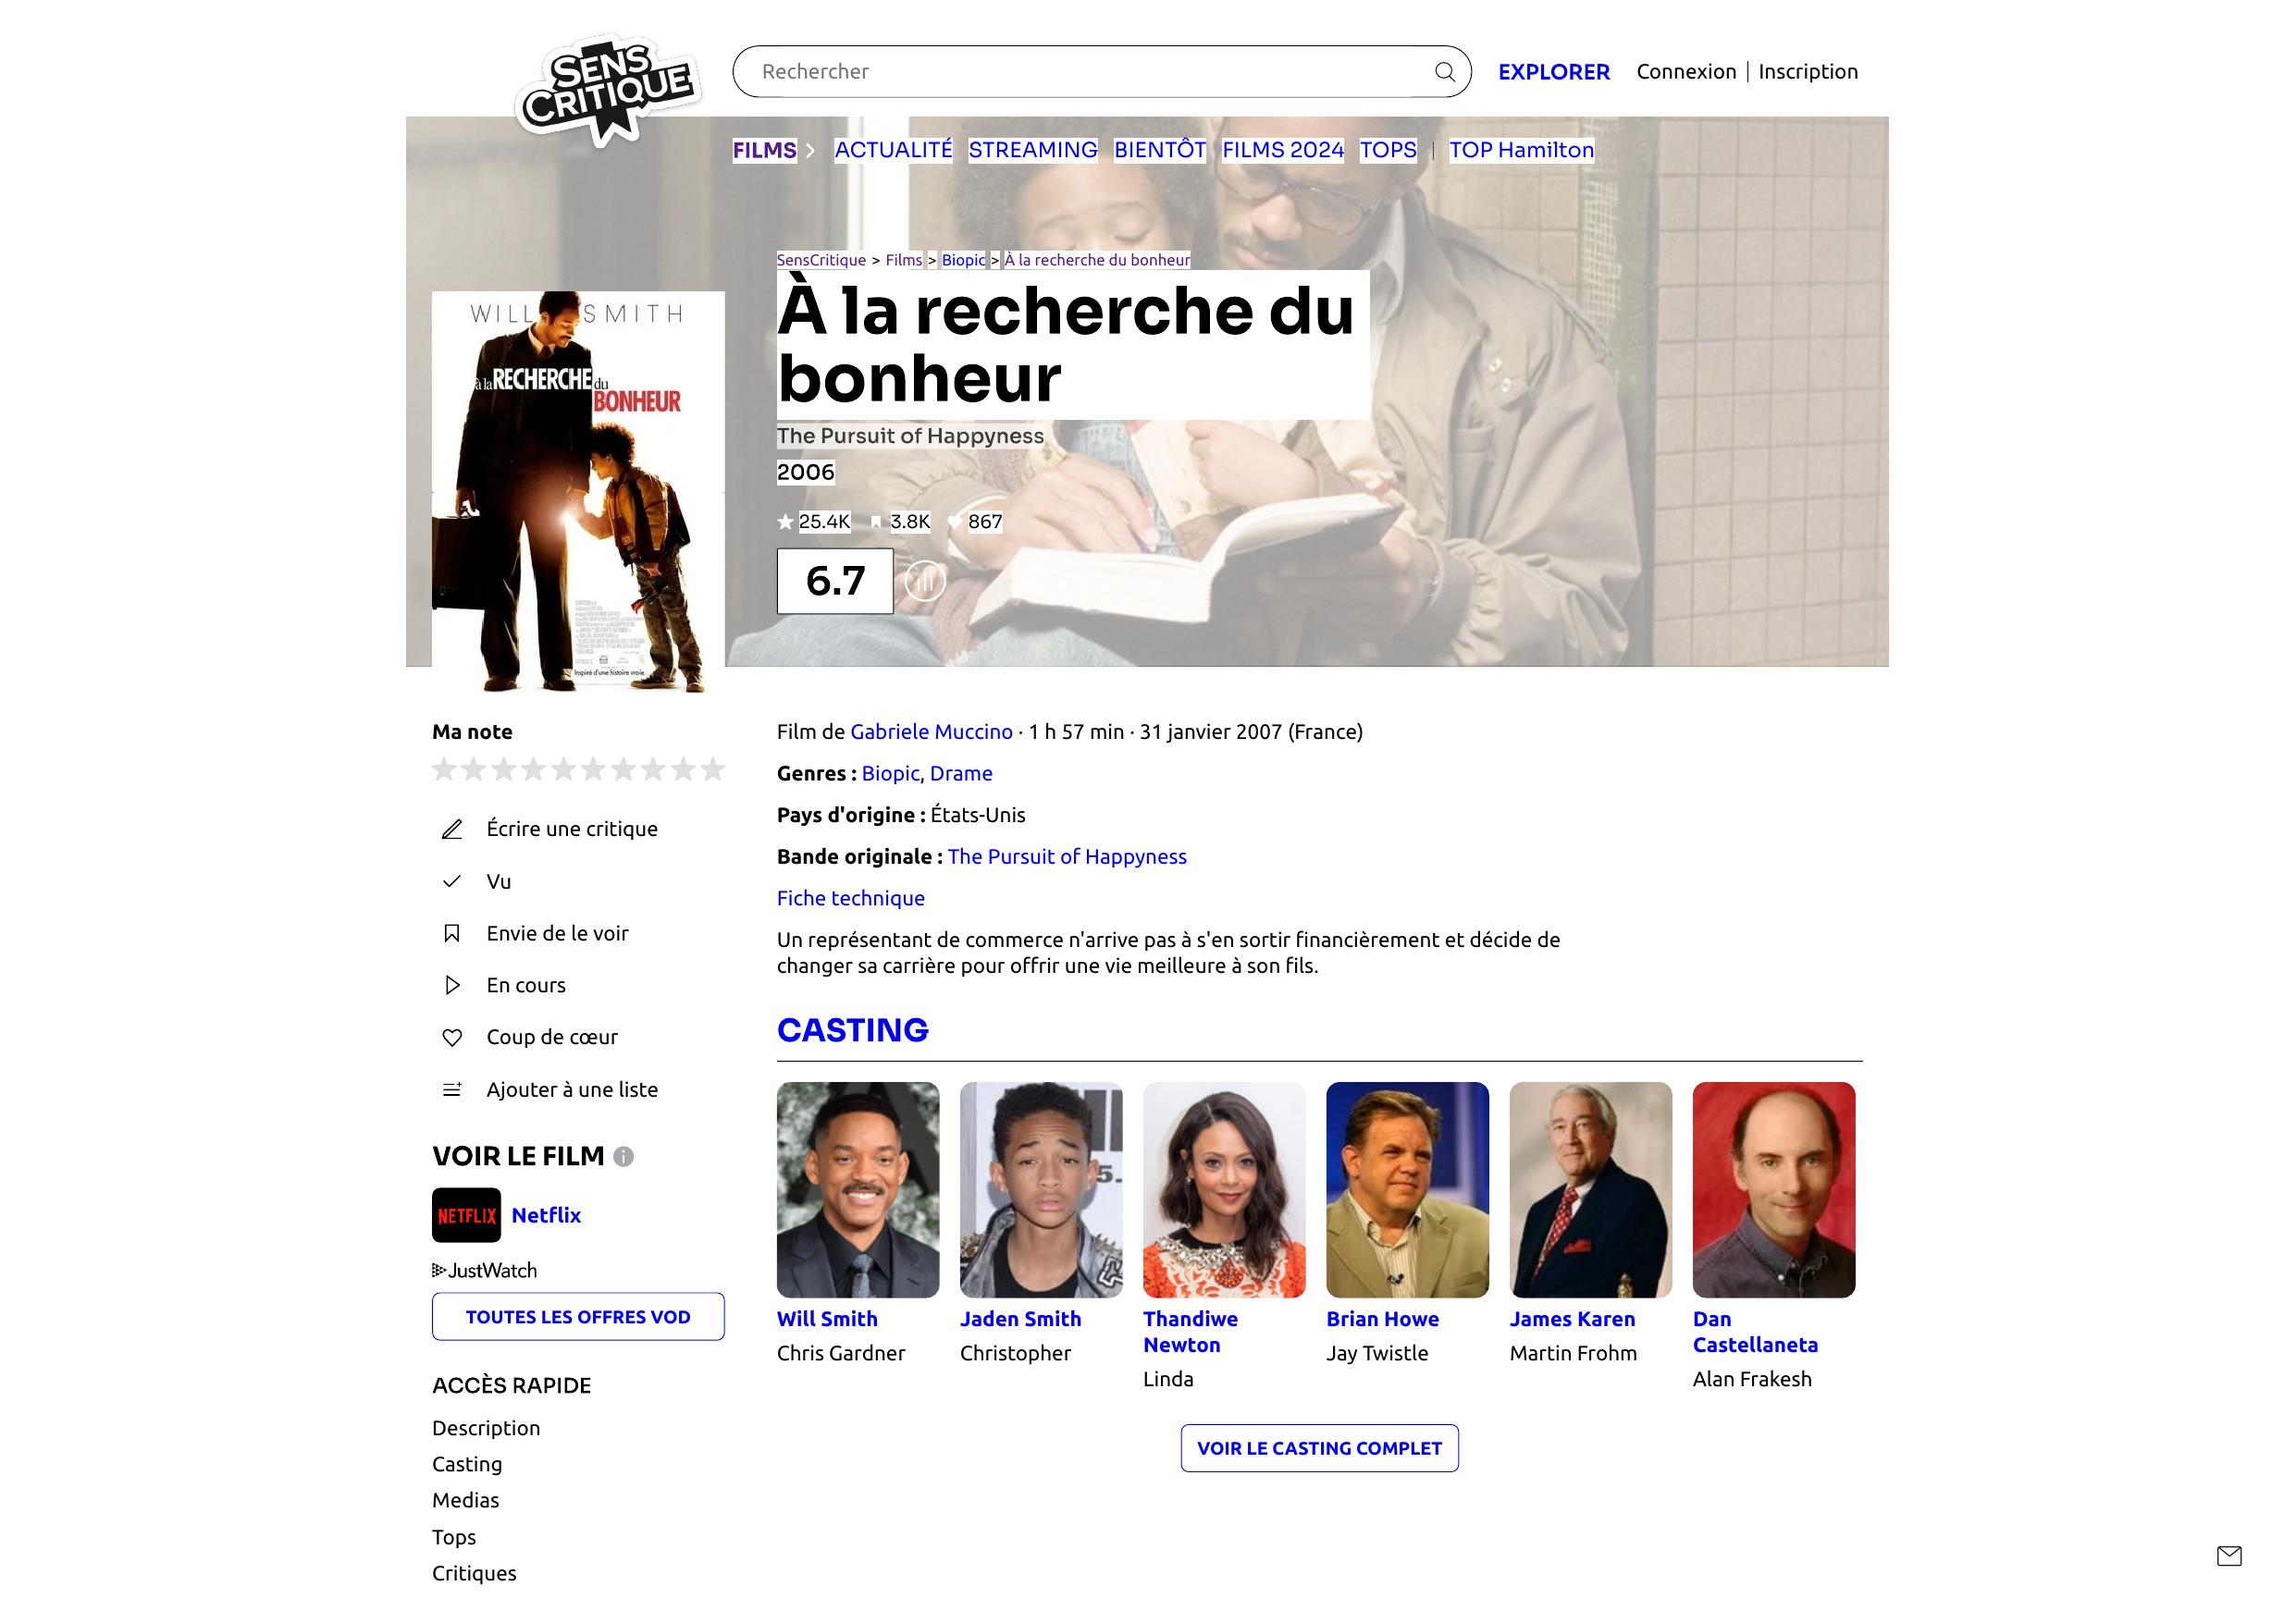 SENS
CRITIQUE
Rechercher
EXPLORER
Connexion | Inscription
FILMS
ACTUALITÉ
STREAMING
BIENTÔT
FILMS 2024
TOPS
|
TOP Hamilton
SensCritique > Films > Biopic > À la recherche du bonheur
À la recherche du
bonheur
The Pursuit of Happyness
2006
25.4K
3.8K
867
6.7
WILL SMITH
à la RECHERCHE du
BONHEUR
Inspiré d'une histoire vraie.
Ma note
Écrire une critique
Vu
Envie de le voir
En cours
Coup de cœur
Ajouter à une liste
VOIR LE FILM
NETFLIX
Netflix
JustWatch
TOUTES LES OFFRES VOD
ACCÈS RAPIDE
Description
Casting
Medias
Tops
Critiques
Film de Gabriele Muccino · 1 h 57 min · 31 janvier 2007 (France)
Genres : Biopic, Drame
Pays d'origine : États-Unis
Bande originale : The Pursuit of Happyness
Fiche technique
Un représentant de commerce n'arrive pas à s'en sortir financièrement et décide de
changer sa carrière pour offrir une vie meilleure à son fils.
CASTING
Will Smith
Chris Gardner
Jaden Smith
Christopher
Thandiwe
Newton
Linda
Brian Howe
Jay Twistle
James Karen
Martin Frohm
Dan
Castellaneta
Alan Frakesh
VOIR LE CASTING COMPLET